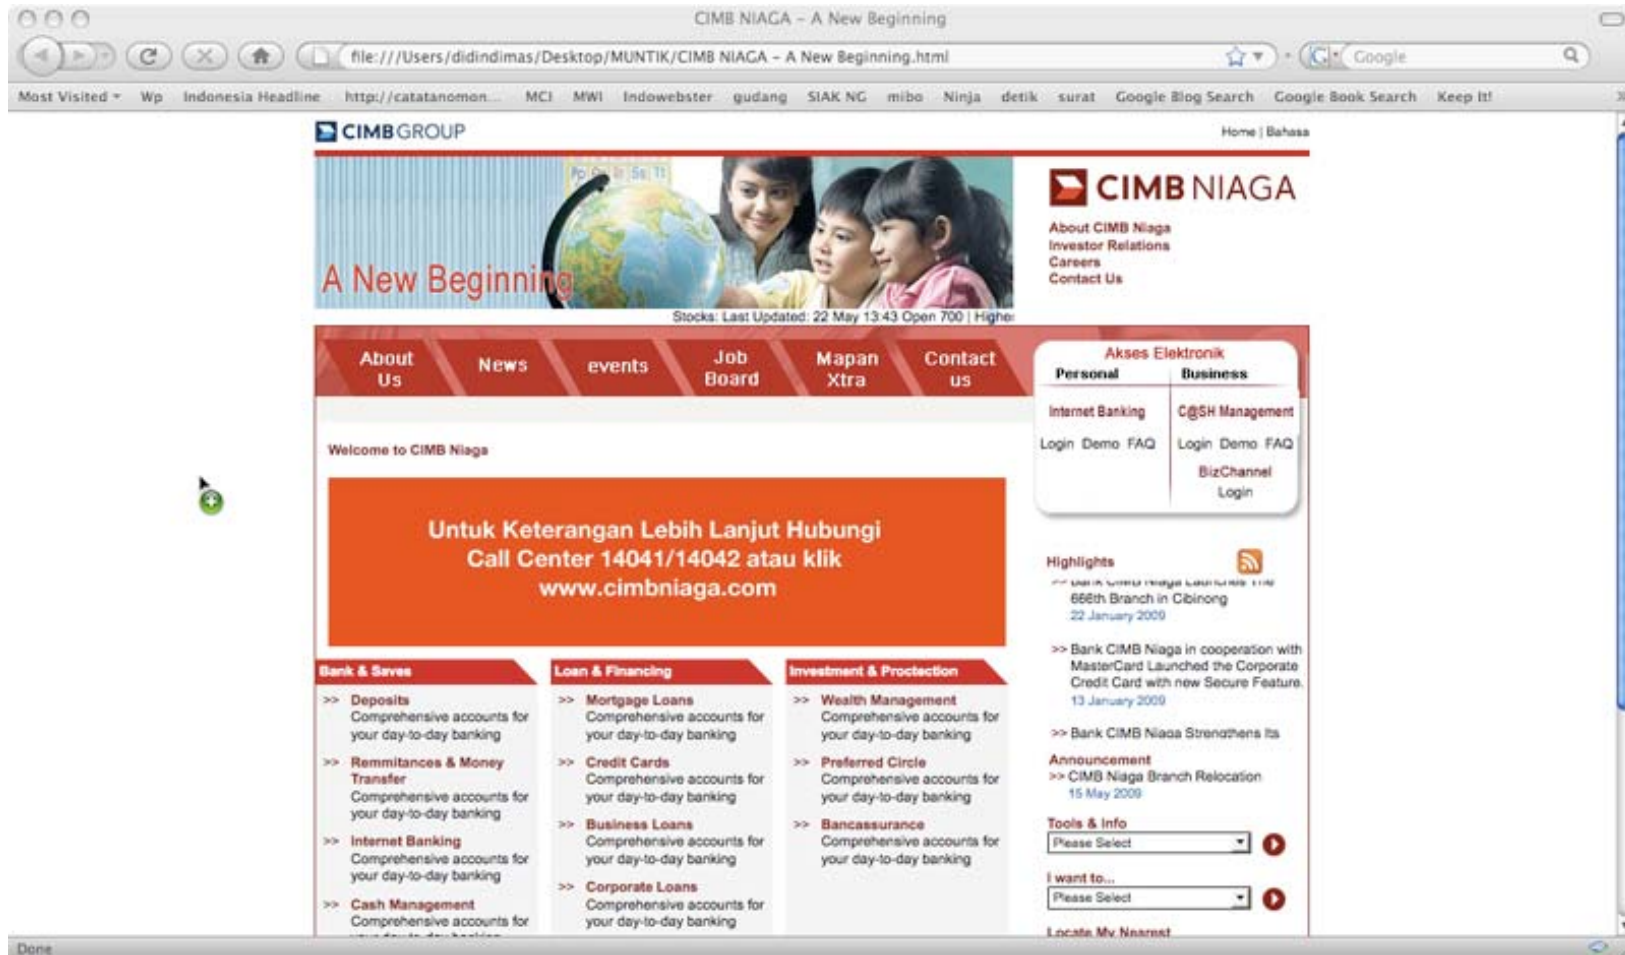 CIMB NIAGA – A New Beginning
file:///Users/didindimas/Desktop/MUNTIK/CIMB NIAGA – A New Beginning.html
Google
Most Visited Wp Indonesia Headline http://catatanomon... MCI MWI Indowebster gudang SIAK NG mibo Ninja detik surat Google Blog Search Google Book Search Keep It!
CIMB GROUP
Home | Bahasa
Pp Ss Tt
A New Beginning
CIMB NIAGA
About CIMB Niaga
Investor Relations
Careers
Contact Us
Stocks: Last Updated: 22 May 13:43 Open 700 | Highe
About
Us
News
events
Job
Board
Mapan
Xtra
Contact
us
Akses Elektronik
Personal Business
Internet Banking C@SH Management
Login Demo FAQ Login Demo FAQ
BizChannel
Login
Welcome to CIMB Niaga
Untuk Keterangan Lebih Lanjut Hubungi
Call Center 14041/14042 atau klik
www.cimbniaga.com
Bank & Saves
>> Deposits
Comprehensive accounts for
your day-to-day banking
>> Remmitances & Money
Transfer
Comprehensive accounts for
your day-to-day banking
>> Internet Banking
Comprehensive accounts for
your day-to-day banking
>> Cash Management
Comprehensive accounts for
Loan & Financing
>> Mortgage Loans
Comprehensive accounts for
your day-to-day banking
>> Credit Cards
Comprehensive accounts for
your day-to-day banking
>> Business Loans
Comprehensive accounts for
your day-to-day banking
>> Corporate Loans
Comprehensive accounts for
your day-to-day banking
Investment & Proctection
>> Wealth Management
Comprehensive accounts for
your day-to-day banking
>> Preferred Circle
Comprehensive accounts for
your day-to-day banking
>> Bancassurance
Comprehensive accounts for
your day-to-day banking
Highlights
>> Bank CIMB Niaga Launches The
666th Branch in Cibinong
22 January 2009
>> Bank CIMB Niaga in cooperation with
MasterCard Launched the Corporate
Credit Card with new Secure Feature.
13 January 2009
>> Bank CIMB Niaga Strengthens Its
Announcement
>> CIMB Niaga Branch Relocation
15 May 2009
Tools & Info
Please Select
I want to...
Please Select
Locate My Nearest
Done